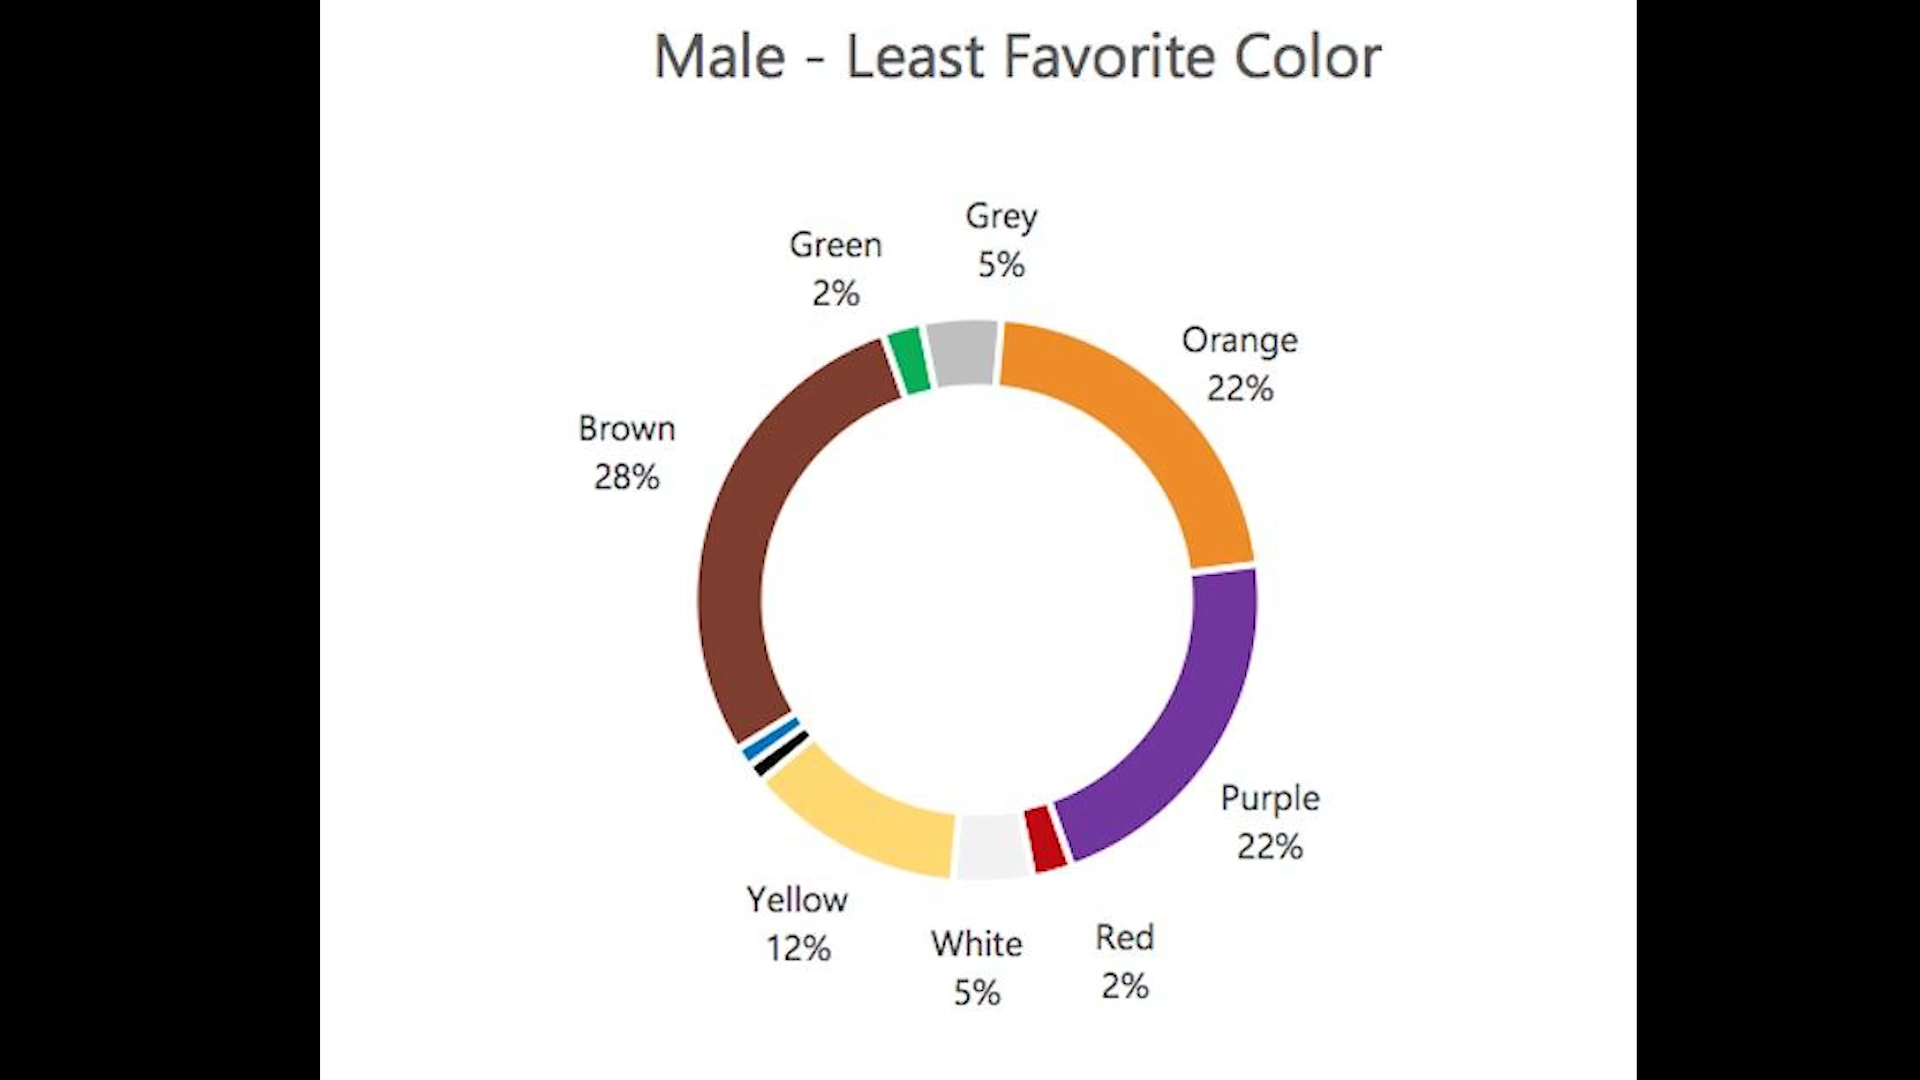 Male - Least Favorite Color
Grey
5%
Green
2%
Orange
22%
Brown
28%
Purple
22%
Yellow
12%
White
5%
Red
2%